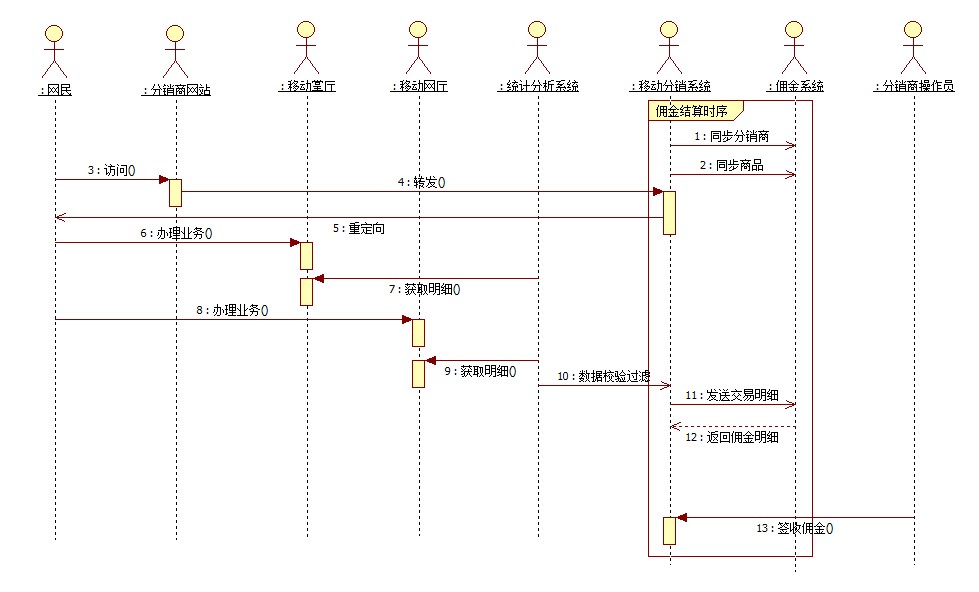 : 网民
: 分销商网站
: 移动掌厅
: 移动网厅
: 统计分析系统
: 移动分销系统
: 佣金系统
: 分销商操作员
佣金结算时序
1 : 同步分销商
2 : 同步商品
3 : 访问()
4 : 转发()
5 : 重定向
6 : 办理业务()
7 : 获取明细()
8 : 办理业务()
9 : 获取明细()
10 : 数据校验过滤
11 : 发送交易明细
12 : 返回佣金明细
13 : 签收佣金()